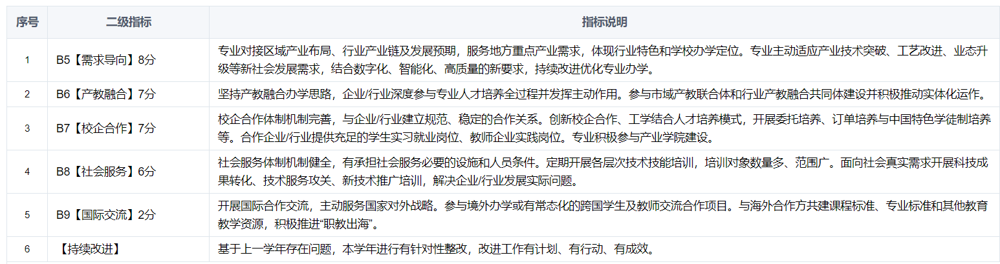 序号 二级指标 指标说明
1 B5【需求导向】8分 专业对接区域产业布局、行业产业链及发展预期，服务地方重点产业需求，体现行业特色和学校办学定位。专业主动适应产业技术突破、工艺改进、业态升
级等新社会发展需求，结合数字化、智能化、高质量的新要求，持续改进优化专业办学。
2 B6【产教融合】7分 坚持产教融合办学思路，企业/行业深度参与专业人才培养全过程并发挥主动作用。参与市域产教联合体和行业产教融合共同体建设并积极推动实体化运作。
3 B7【校企合作】7分 校企合作体制机制完善，与企业/行业建立规范、稳定的合作关系。创新校企合作、工学结合人才培养模式，开展委托培养、订单培养与中国特色学徒制培养
等。合作企业/行业提供充足的学生实习就业岗位、教师企业实践岗位。专业积极参与产业学院建设。
4 B8【社会服务】6分 社会服务体制机制健全，有承担社会服务必要的设施和人员条件。定期开展各层次技术技能培训，培训对象数量多、范围广。面向社会真实需求开展科技成
果转化、技术服务攻关、新技术推广培训，解决企业/行业发展实际问题。
5 B9【国际交流】2分 开展国际合作交流，主动服务国家对外战略。参与境外办学或有常态化的跨国学生及教师交流合作项目。与海外合作方共建课程标准、专业标准和其他教育
教学资源，积极推进“职教出海”。
6 【持续改进】 基于上一学年存在问题，本学年进行有针对性整改，改进工作有计划、有行动、有成效。